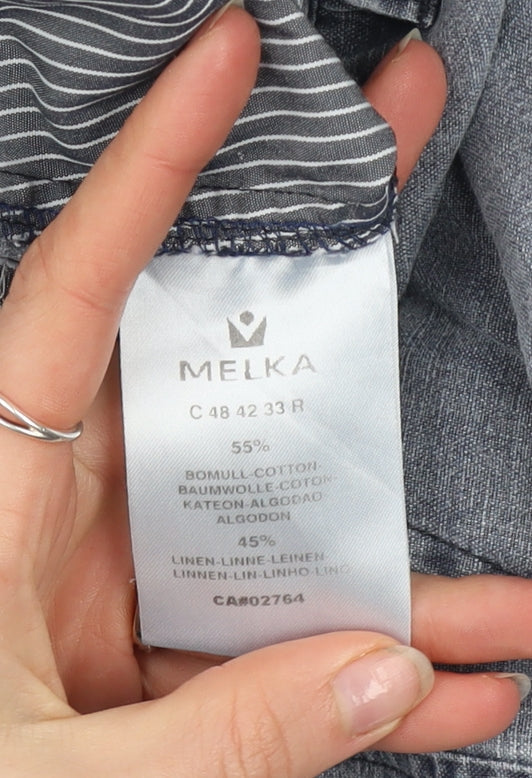 MELKA
C 48 42 33 R
55%
BOMULL-COTTON-
BAUMWOLLE-COTON-
KATEON-ALGODAO
ALGODON
45%
LINEN-LINNE-LEINEN
LINNEN-LIN-LINHO-LINO
CA#02764